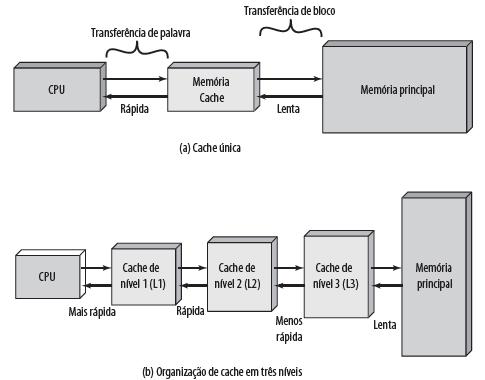 Transferência de bloco
Transferência de palavra
CPU
Memória
Cache
Memória principal
Rápida
Lenta
(a) Cache única
CPU
Cache de
nível 1 (L1)
Cache de
nível 2 (L2)
Cache de
nível 3 (L3)
Memória
principal
Mais rápida
Rápida
Menos
rápida
Lenta
(b) Organização de cache em três níveis